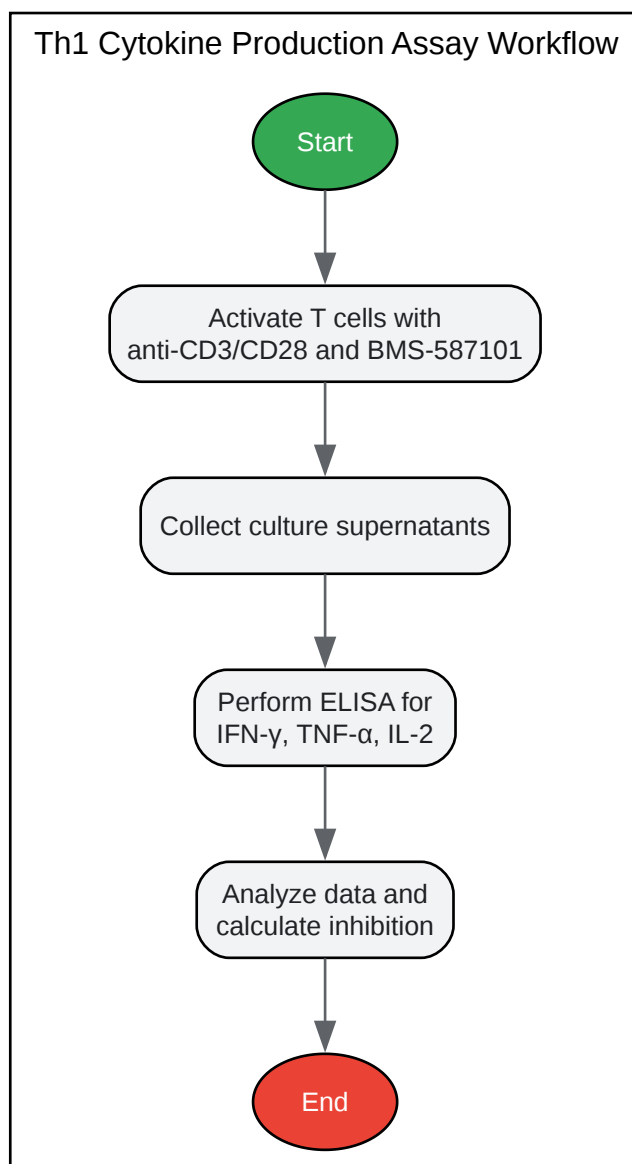 Th1 Cytokine Production Assay Workflow
Start
Activate T cells with
anti-CD3/CD28 and BMS-587101
Collect culture supernatants
Perform ELISA for
IFN-γ, TNF-α, IL-2
Analyze data and
calculate inhibition
End